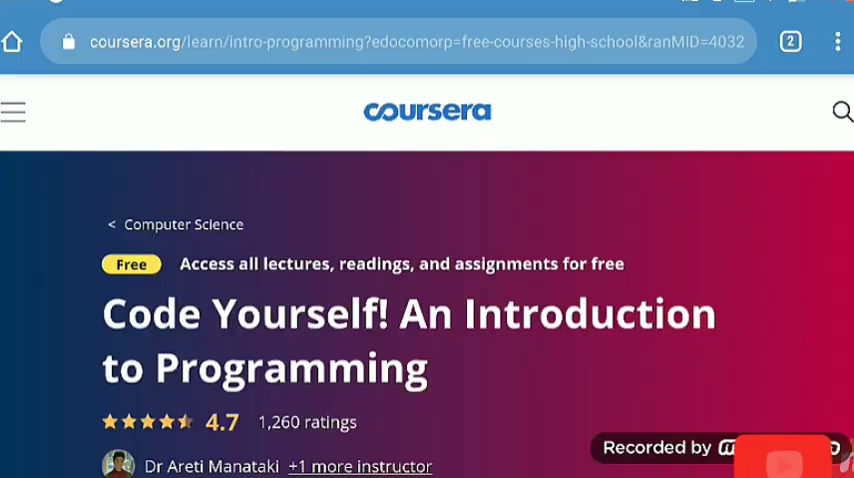 coursera.org/learn/intro-programming?edocomorp=free-courses-high-school&ranMID=4032
2
coursera
< Computer Science
Free Access all lectures, readings, and assignments for free
Code Yourself! An Introduction
to Programming
4.7 1,260 ratings
Dr Areti Manataki +1 more instructor
Recorded by